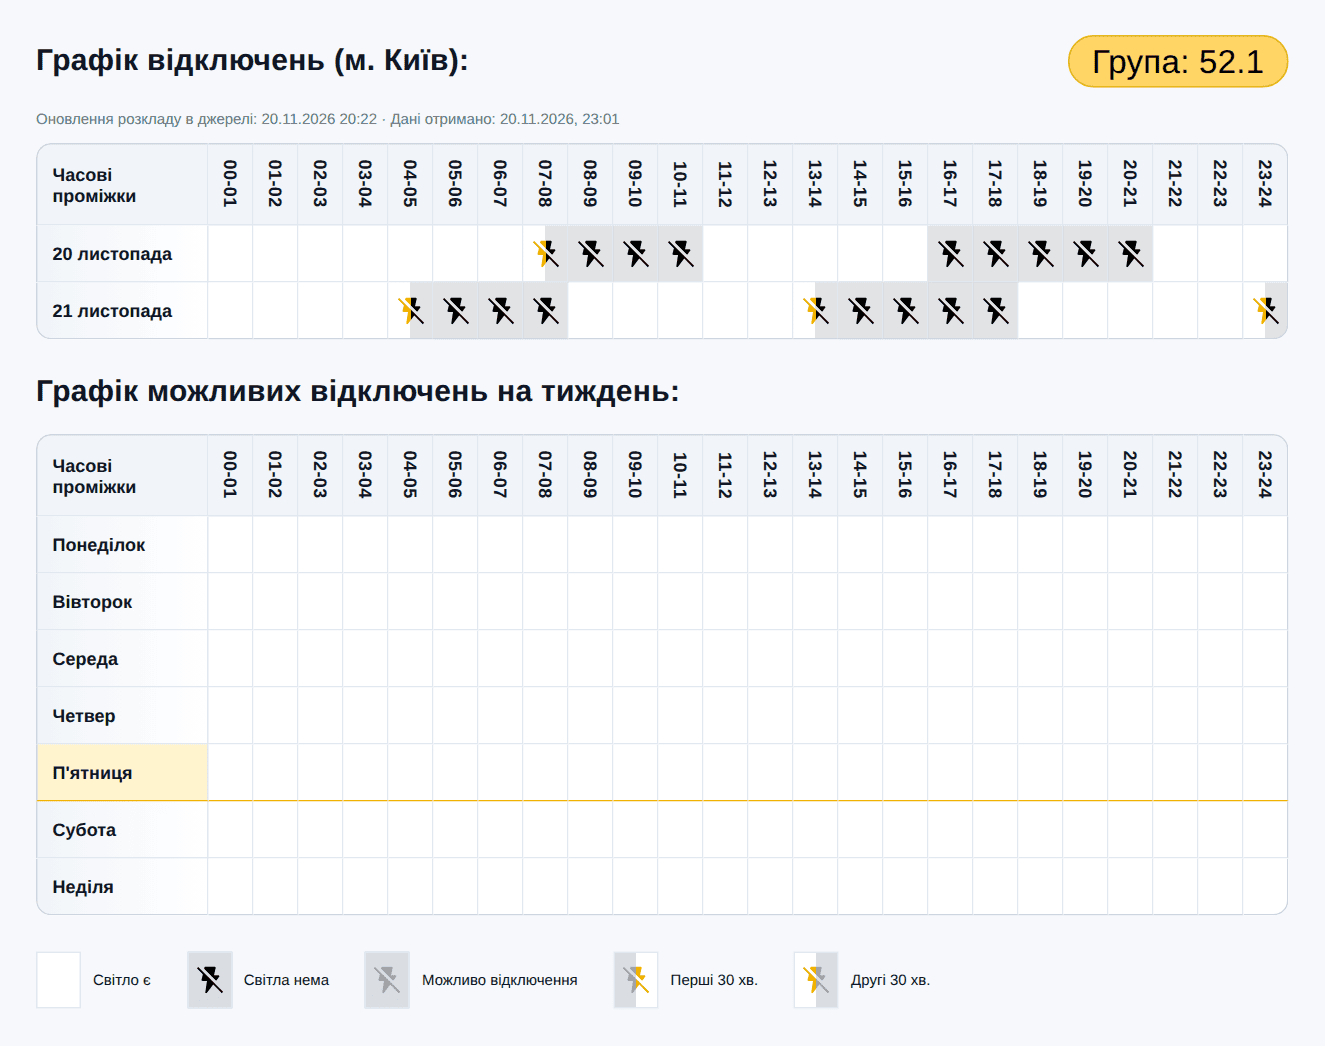 Графік відключень (м. Київ):
Група: 52.1
Оновлення розкладу в джерелі: 20.11.2026 20:22 · Дані отримано: 20.11.2026, 23:01
Часові
проміжки
00-01 01-02 02-03 03-04 04-05 05-06 06-07 07-08 08-09 09-10 10-11 11-12 12-13 13-14 14-15 15-16 16-17 17-18 18-19 19-20 20-21 21-22 22-23 23-24
20 листопада
21 листопада
Графік можливих відключень на тиждень:
Часові
проміжки
00-01 01-02 02-03 03-04 04-05 05-06 06-07 07-08 08-09 09-10 10-11 11-12 12-13 13-14 14-15 15-16 16-17 17-18 18-19 19-20 20-21 21-22 22-23 23-24
Понеділок
Вівторок
Середа
Четвер
П'ятниця
Субота
Неділя
Світло є Світла нема Можливо відключення Перші 30 хв. Другі 30 хв.